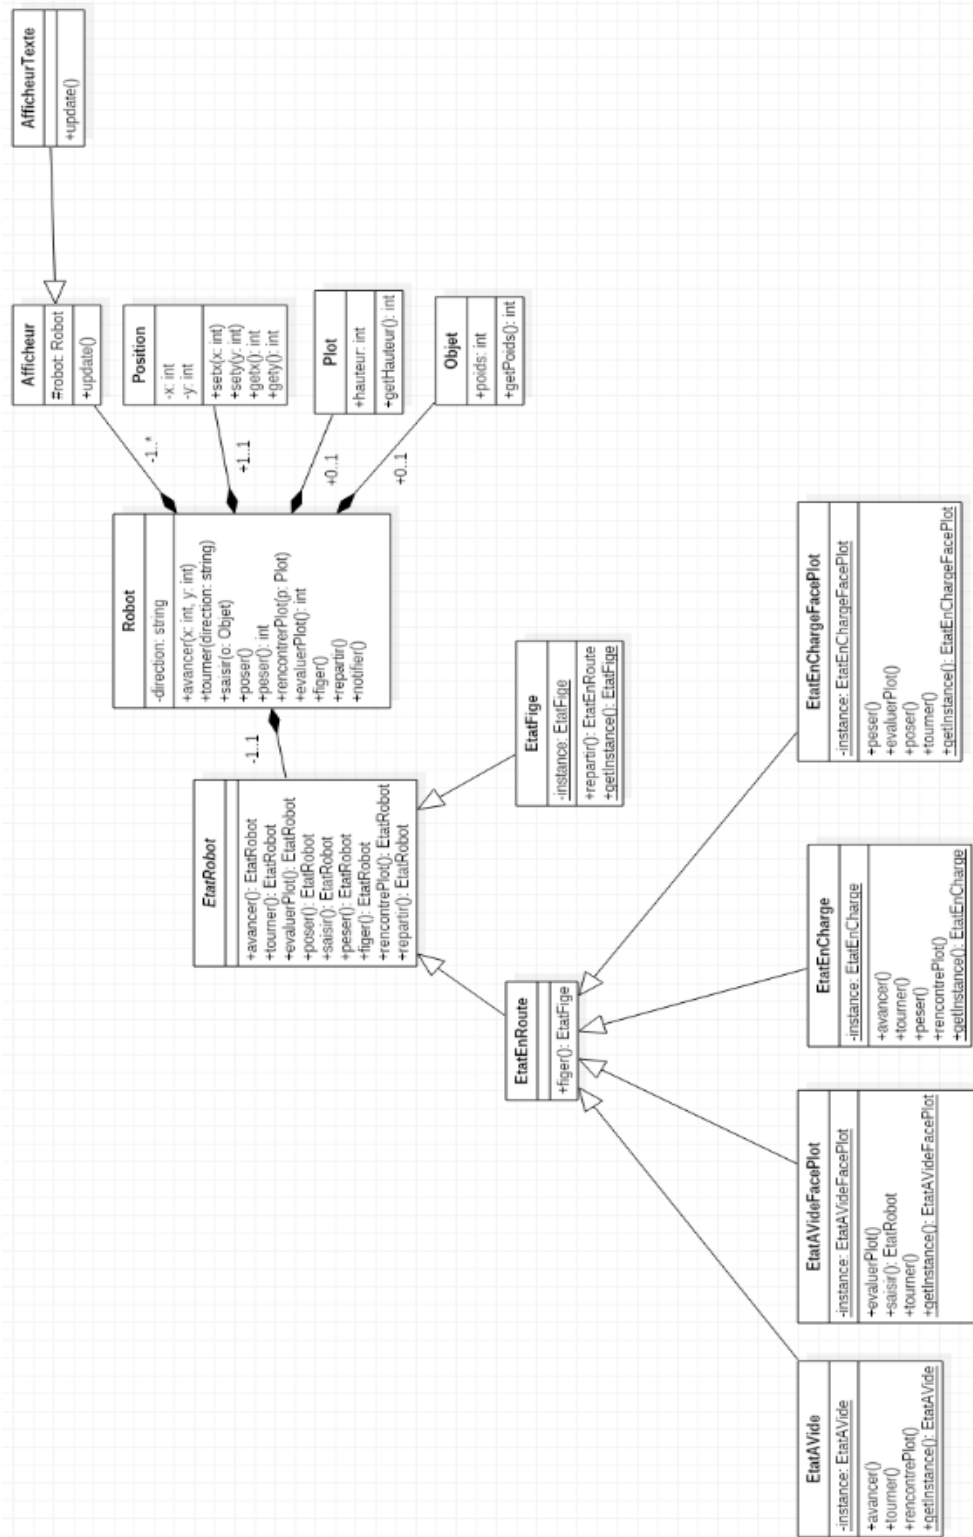 AfficheurTexte
+update()
Afficheur
#robot: Robot
+update()
Position
-x: int
-y: int
+setx(x: int)
+sety(y: int)
+getx(): int
+gety(): int
Plot
+hauteur: int
+getHauteur(): int
Objet
+poids: int
+getPoids(): int
-1..*
+1..1
+0..1
+0..1
Robot
-direction: string
+avancer(x: int, y: int)
+tourner(direction: string)
+saisir(o: Objet)
+poser()
+peser(): int
+rencontrerPlot(p: Plot)
+evaluerPlot(): int
+figer()
+repartir()
+notifier()
-1..1
EtatRobot
+avancer(): EtatRobot
+tourner(): EtatRobot
+evaluerPlot(): EtatRobot
+poser(): EtatRobot
+saisir(): EtatRobot
+peser(): EtatRobot
+figer(): EtatRobot
+rencontrePlot(): EtatRobot
+repartir(): EtatRobot
EtatFige
-instance: EtatFige
+repartir(): EtatEnRoute
+getInstance(): EtatFige
EtatEnRoute
+figer(): EtatFige
EtatAVide
-instance: EtatAVide
+avancer()
+tourner()
+rencontrePlot()
+getInstance(): EtatAVide
EtatAVideFacePlot
-instance: EtatAVideFacePlot
+evaluerPlot()
+saisir(): EtatRobot
+tourner()
+getInstance(): EtatAVideFacePlot
EtatEnCharge
-instance: EtatEnCharge
+avancer()
+tourner()
+peser()
+rencontrePlot()
+getInstance(): EtatEnCharge
EtatEnChargeFacePlot
-instance: EtatEnChargeFacePlot
+peser()
+evaluerPlot()
+poser()
+tourner()
+getInstance(): EtatEnChargeFacePlot